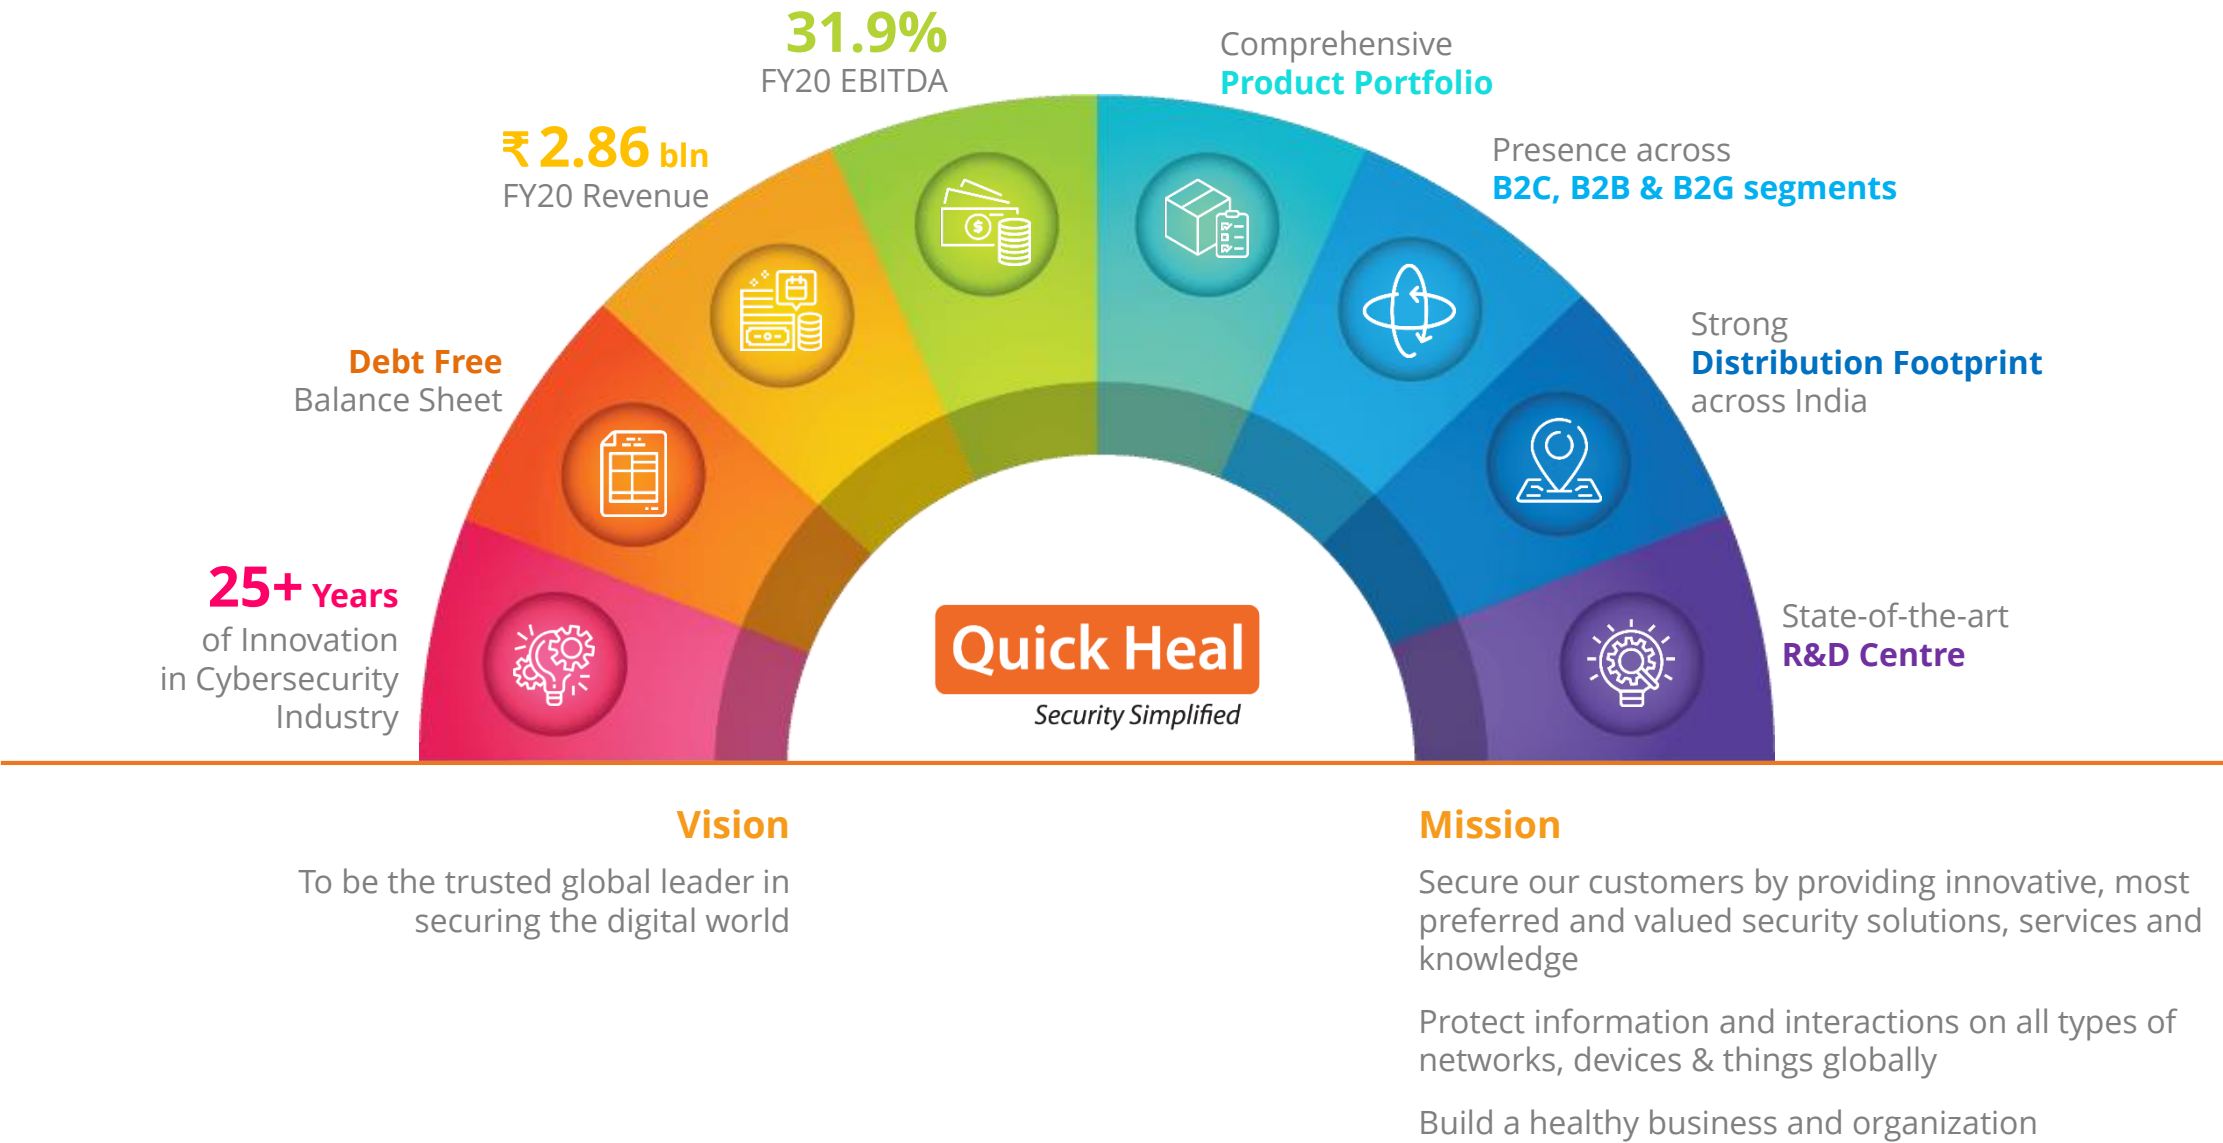 31.9%
FY20 EBITDA
Comprehensive
Product Portfolio
₹ 2.86 bln
FY20 Revenue
Presence across
B2C, B2B & B2G segments
Debt Free
Balance Sheet
Strong
Distribution Footprint
across India
25+ Years
of Innovation
in Cybersecurity
Industry
State-of-the-art
R&D Centre
Quick Heal
Security Simplified
Vision
To be the trusted global leader in
securing the digital world
Mission
Secure our customers by providing innovative, most
preferred and valued security solutions, services and
knowledge
Protect information and interactions on all types of
networks, devices & things globally
Build a healthy business and organization